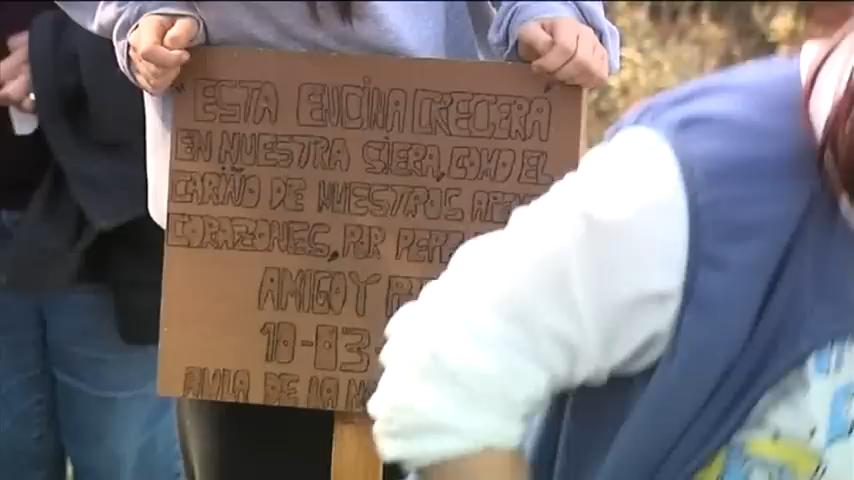 "ESTA ENCINA CRECERÁ
EN NUESTRA SIERRA, COMO EL
CARIÑO DE NUESTROS
CORAZONES, POR
AMIGO Y
10-03-
AVILA DE LA